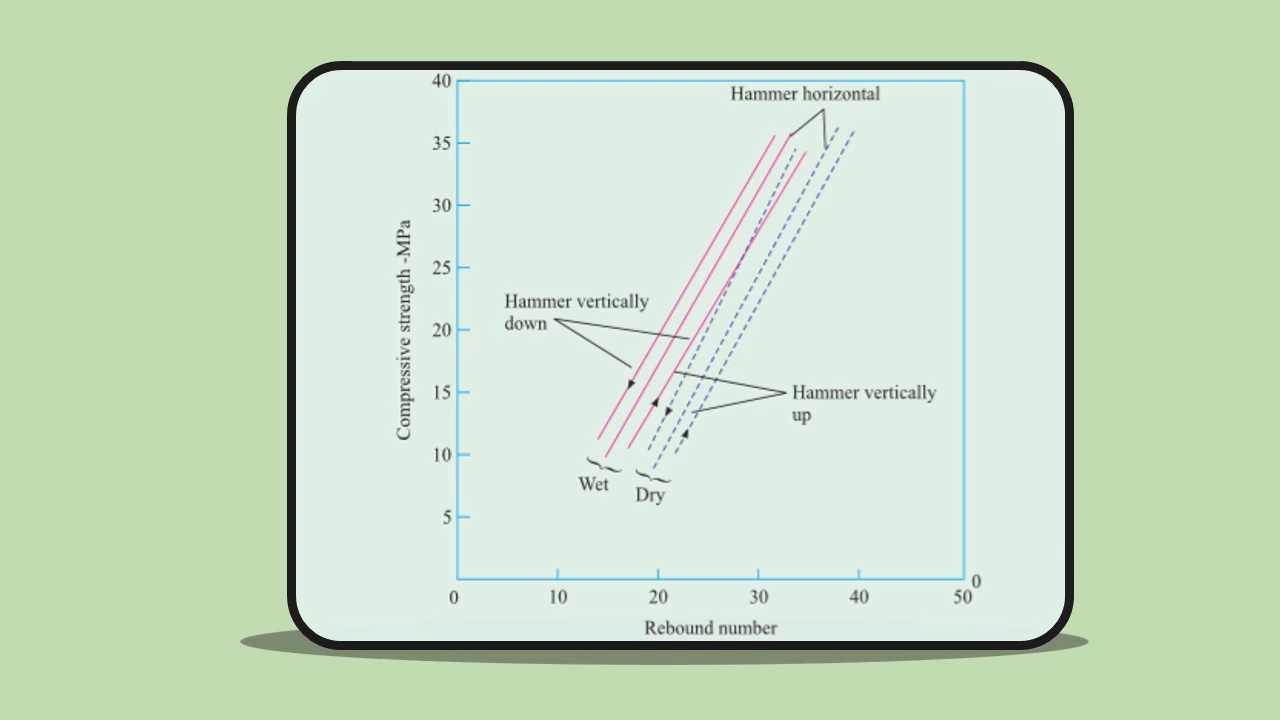 40
Hammer horizontal
35
30
Compressive strength -MPa
25
Hammer vertically
down
20
15
Hammer vertically
up
10
Wet
Dry
5
0
0 10 20 30 40 50
Rebound number